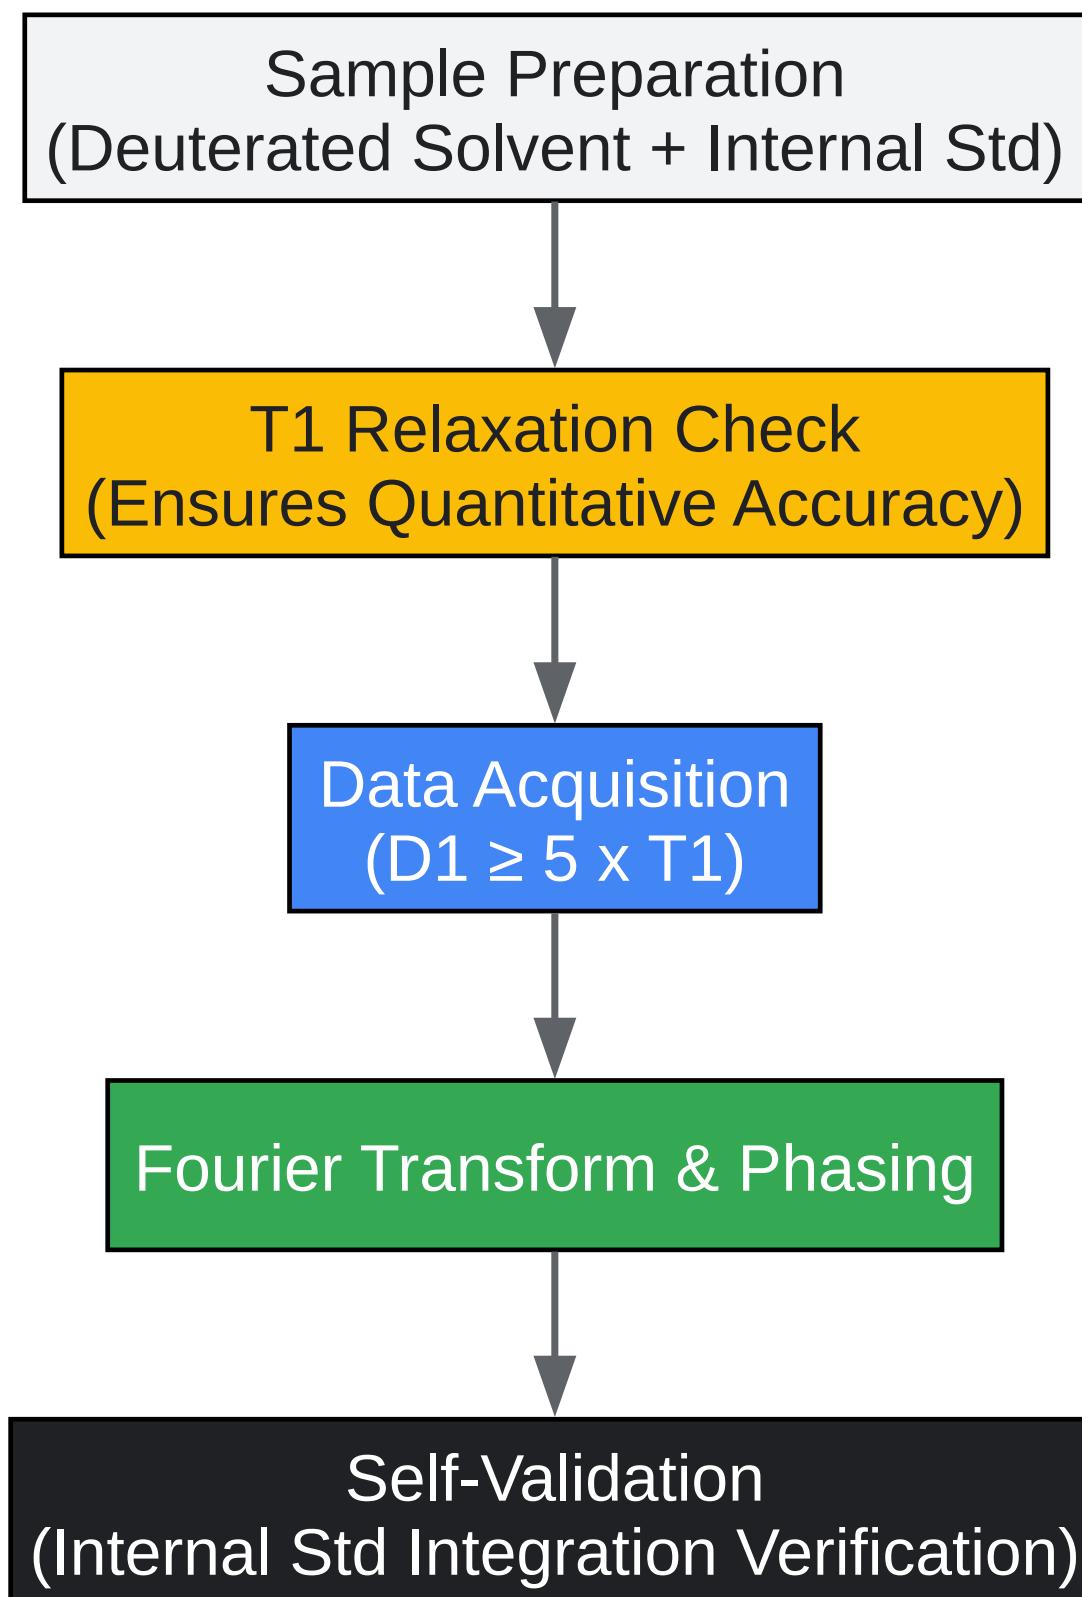 Sample Preparation
(Deuterated Solvent + Internal Std)
T1 Relaxation Check
(Ensures Quantitative Accuracy)
Data Acquisition
(D1 ≥ 5 x T1)
Fourier Transform & Phasing
Self-Validation
(Internal Std Integration Verification)